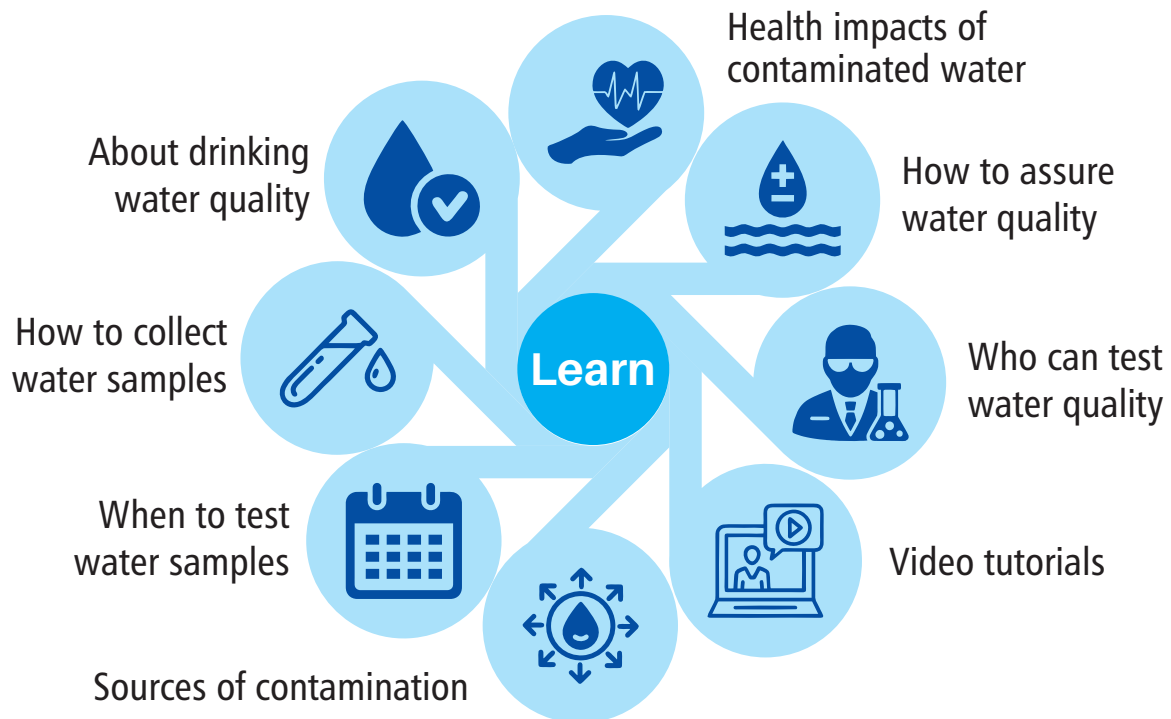 Health impacts of
contaminated water
About drinking
water quality
How to assure
water quality
How to collect
water samples
Learn
Who can test
water quality
When to test
water samples
Video tutorials
Sources of contamination